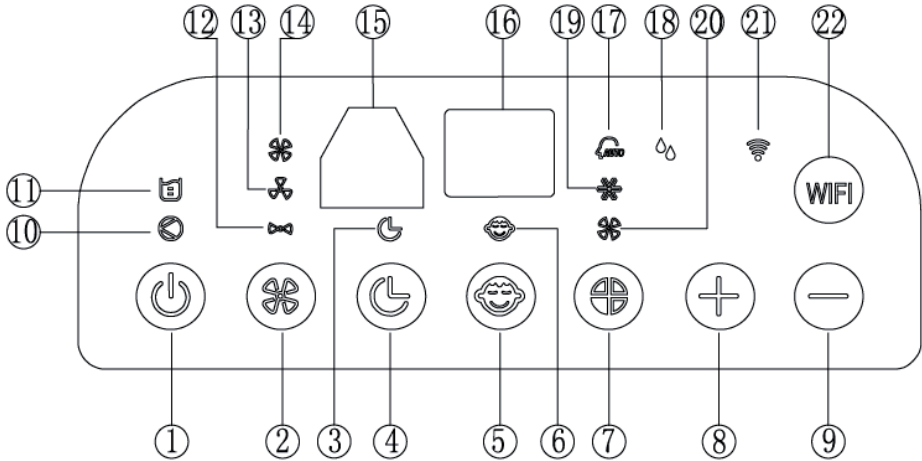 ⑫ ⑬ ⑭ ⑮ ⑯ ⑲ ⑰ ⑱ ⑳ ㉑ ㉒
AUTO
⑪
WIFI
⑩
① ② ③ ④ ⑤ ⑥ ⑦ ⑧ ⑨